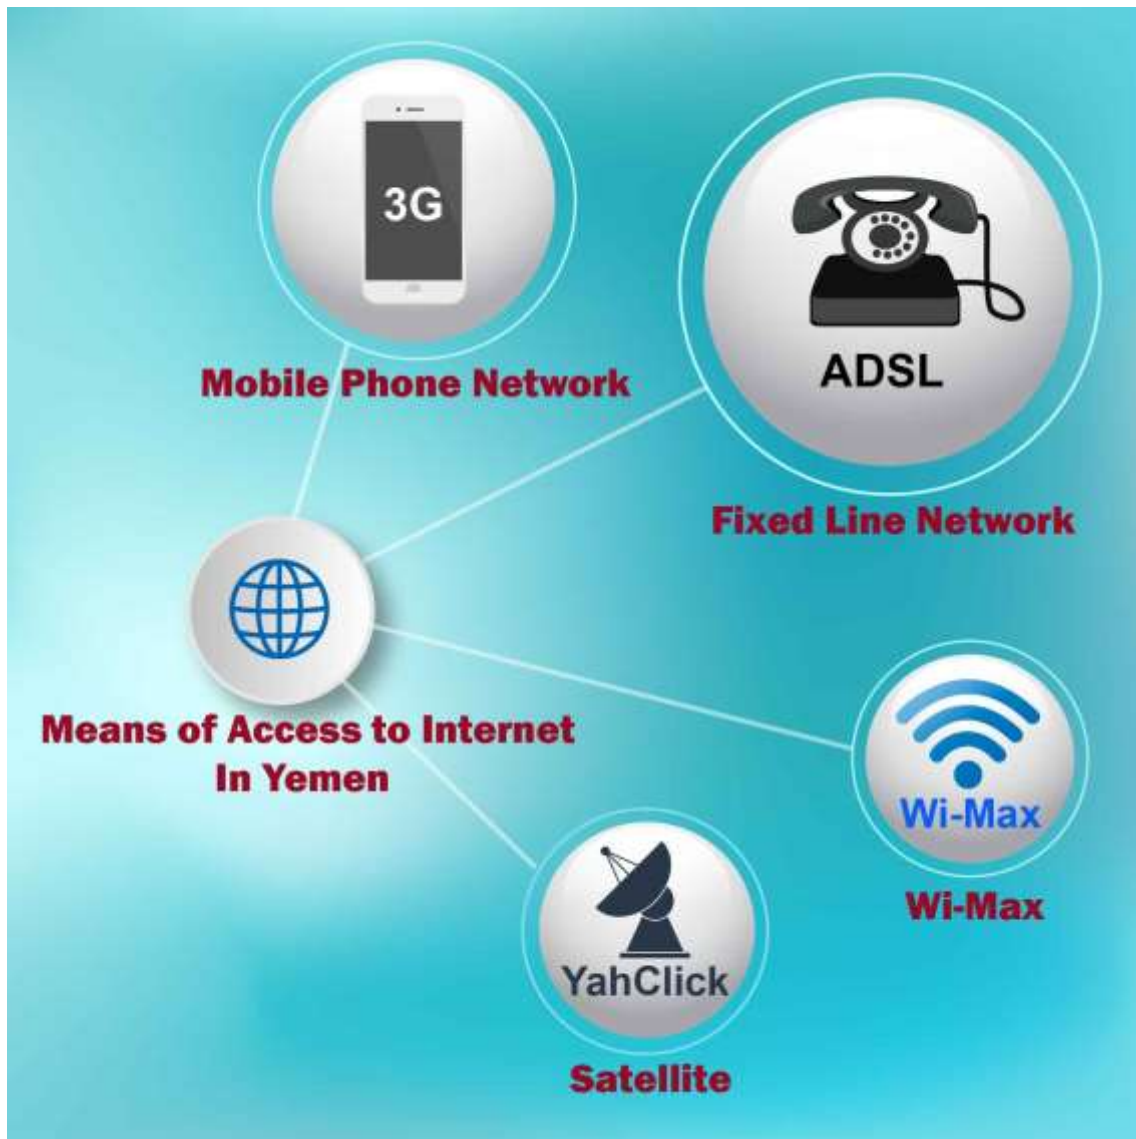 3G
Mobile Phone Network
ADSL
Fixed Line Network
Means of Access to Internet
In Yemen
Wi-Max
Wi-Max
YahClick
Satellite